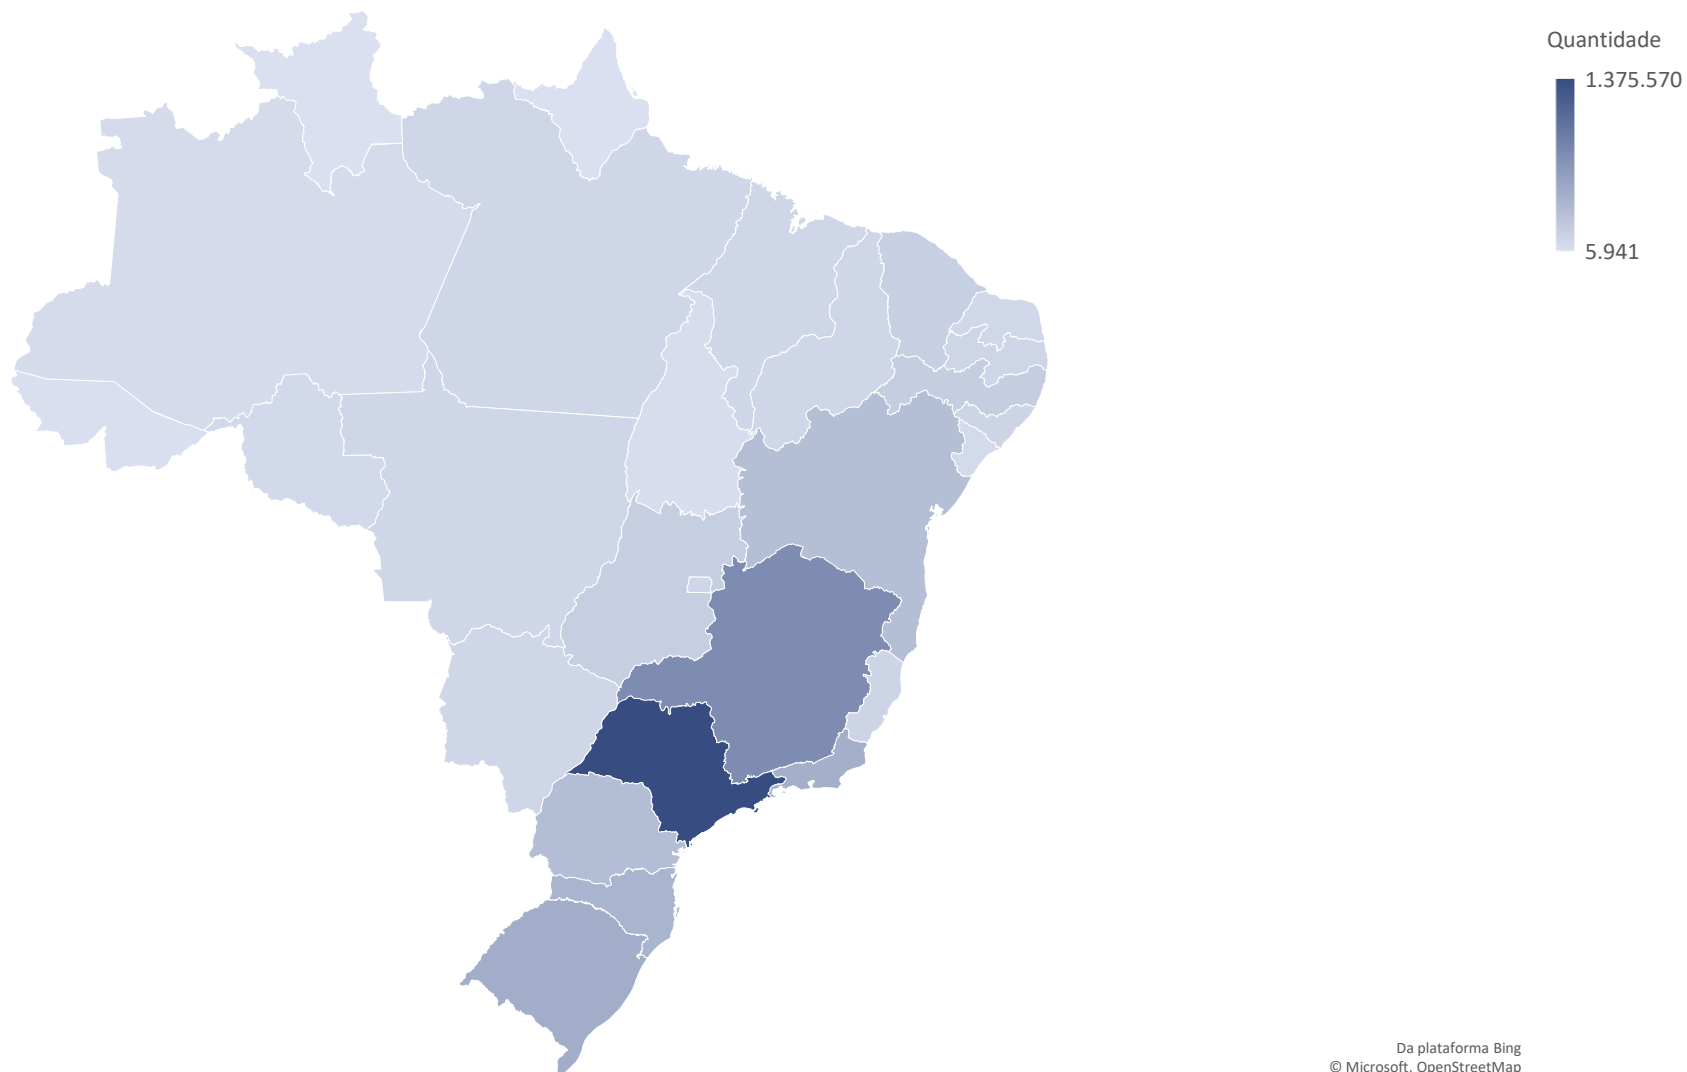 Quantidade
1.375.570
5.941
Da plataforma Bing
© Microsoft, OpenStreetMap